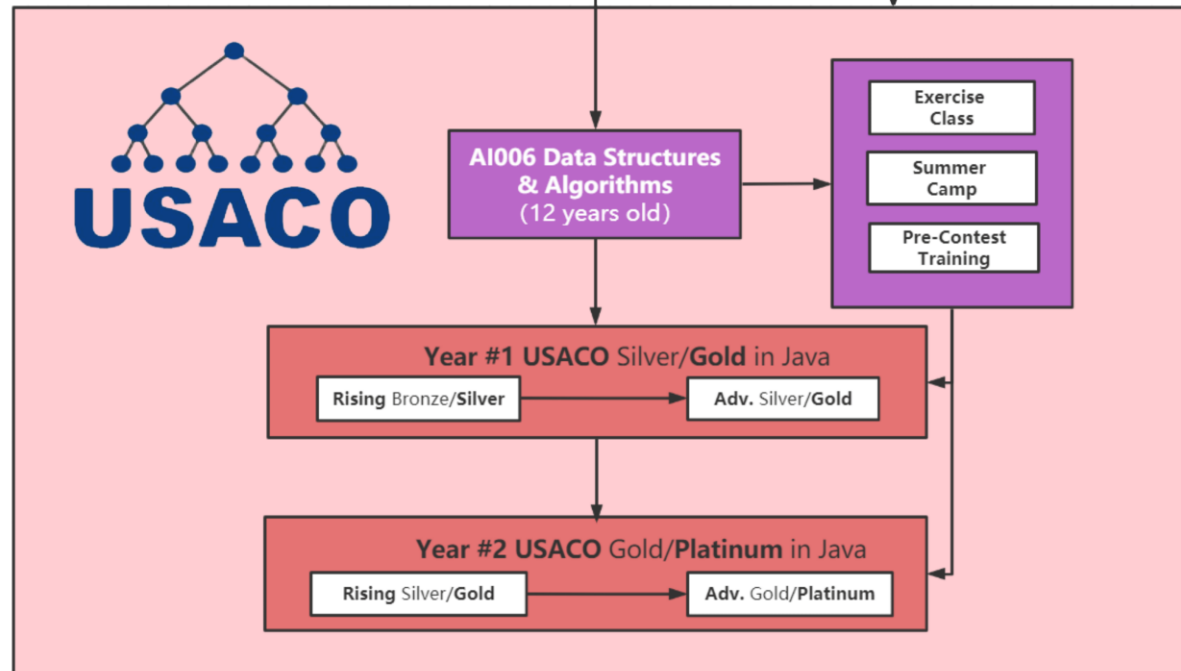 USACO
AI006 Data Structures
& Algorithms
(12 years old)
Exercise
Class
Summer
Camp
Pre-Contest
Training
Year #1 USACO Silver/Gold in Java
Rising Bronze/Silver
Adv. Silver/Gold
Year #2 USACO Gold/Platinum in Java
Rising Silver/Gold
Adv. Gold/Platinum